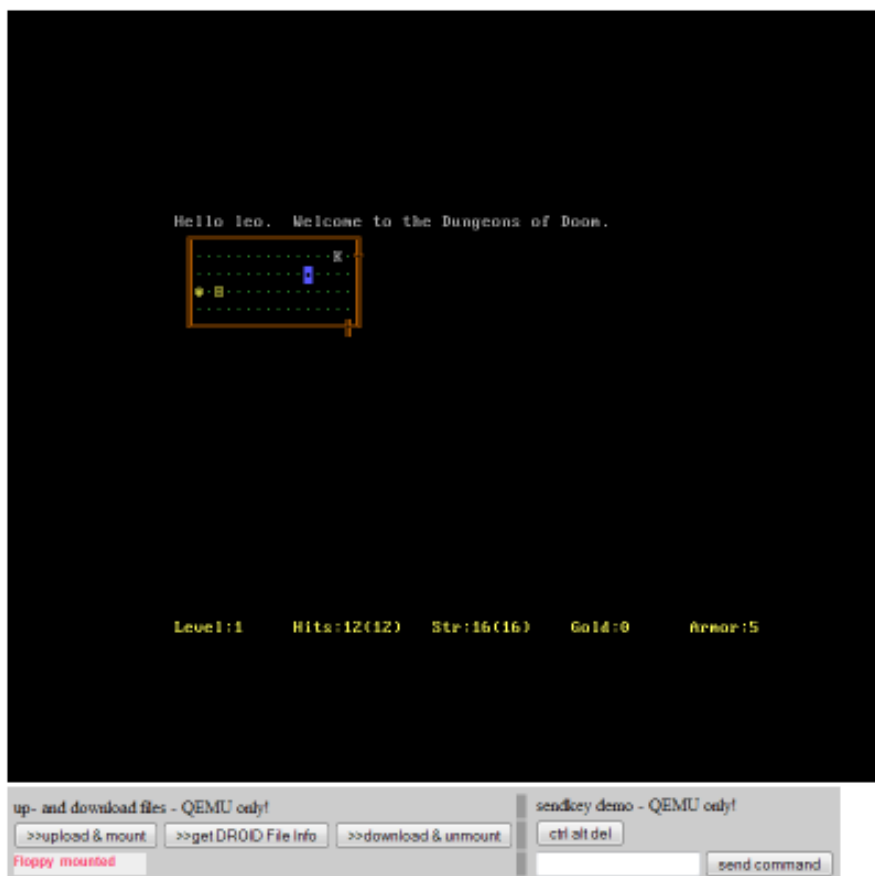 Hello leo. Welcome to the Dungeons of Doom.
K
Level:1 Hits:12(12) Str:16(16) Gold:0 Armor:5
up- and download files - QEMU only!
>>upload & mount >>get DROID File Info >>download & unmount
Floppy mounted
sendkey demo - QEMU only!
ctrl alt del
send command